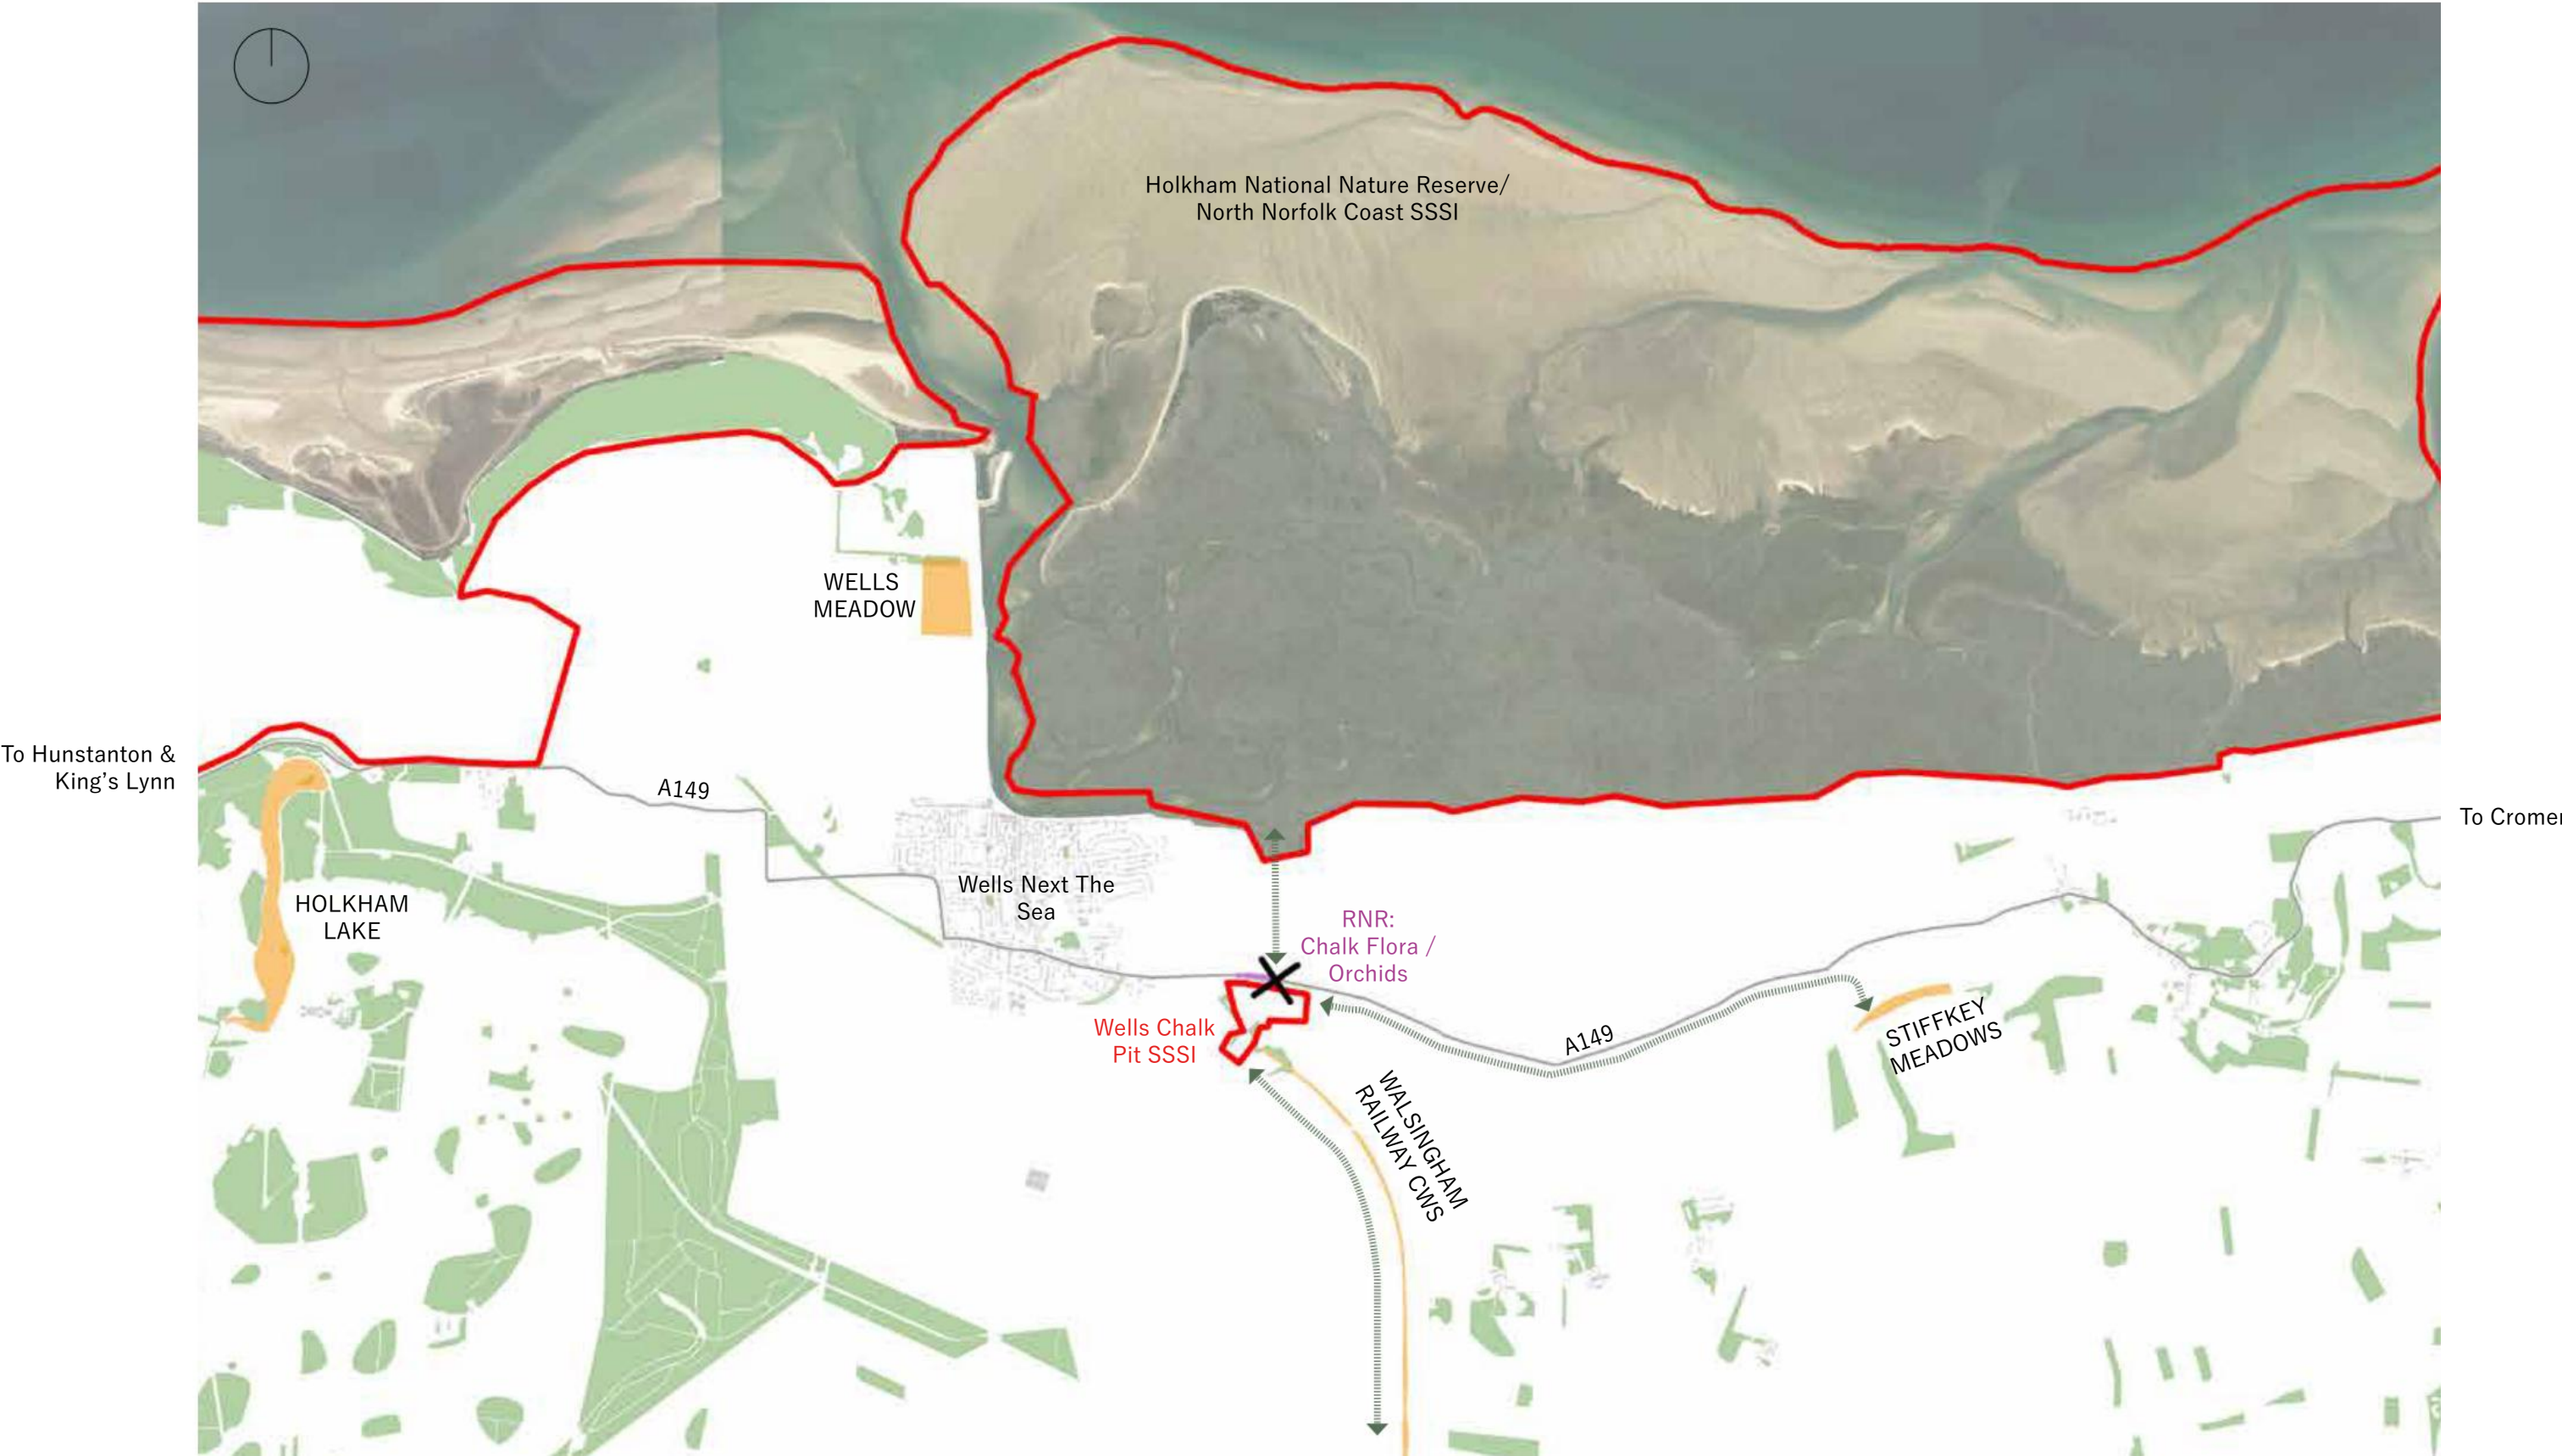 Holkham National Nature Reserve/
North Norfolk Coast SSSI
WELLS
MEADOW
To Hunstanton &
King's Lynn
A149
To Cromer
Wells Next The
Sea
HOLKHAM
LAKE
RNR:
Chalk Flora /
Orchids
Wells Chalk
Pit SSSI
A149
STIFFKEY
MEADOWS
WALSINGHAM
RAILWAY CWS